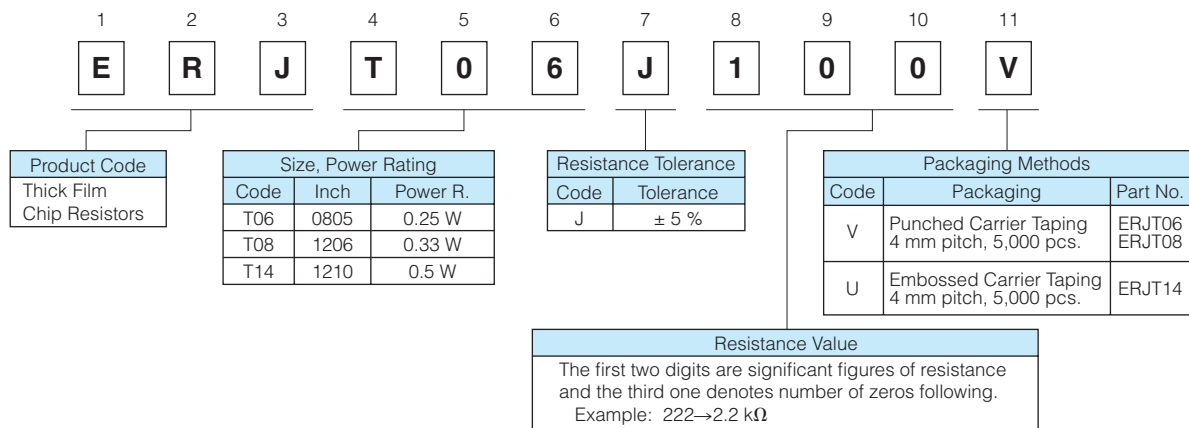 1 2 3 4 5 6 7 8 9 10 11
E R J T 0 6 J 1 0 0 V
Product Code
Thick Film
Chip Resistors
Size, Power Rating
Code Inch Power R.
T06 0805 0.25 W
T08 1206 0.33 W
T14 1210 0.5 W
Resistance Tolerance
Code Tolerance
J ± 5 %
Packaging Methods
Code Packaging Part No.
V Punched Carrier Taping ERJT06
4 mm pitch, 5,000 pcs. ERJT08
U Embossed Carrier Taping ERJT14
4 mm pitch, 5,000 pcs.
Resistance Value
The first two digits are significant figures of resistance
and the third one denotes number of zeros following.
Example: 222→2.2 kΩ